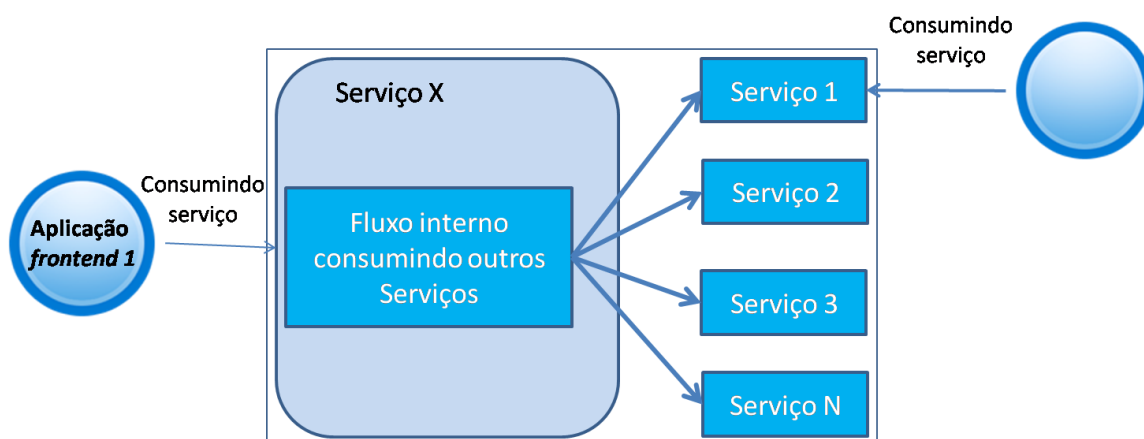 Consumindo
serviço
Serviço X
Serviço 1
Consumindo
serviço
Serviço 2
Aplicação
frontend 1
Fluxo interno
consumindo outros
Serviços
Serviço 3
Serviço N